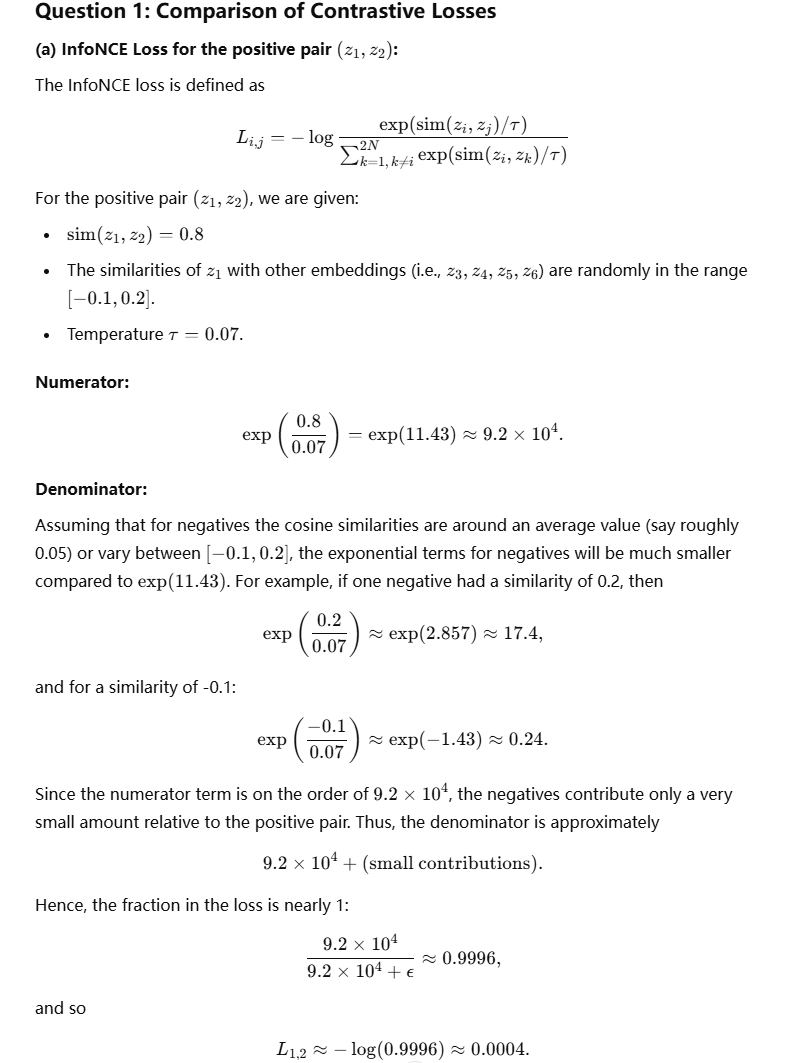 Question 1: Comparison of Contrastive Losses
(a) InfoNCE Loss for the positive pair (z₁, z₂):
The InfoNCE loss is defined as
L_{i,j} = − log \frac{exp(sim(z_i, z_j)/τ)}{∑_{k=1, k≠i}^{2N} exp(sim(z_i, z_k)/τ)}
For the positive pair (z₁, z₂), we are given:
• sim(z₁, z₂) = 0.8
• The similarities of z₁ with other embeddings (i.e., z₃, z₄, z₅, z₆) are randomly in the range
[−0.1, 0.2].
• Temperature τ = 0.07.
Numerator:
exp(\frac{0.8}{0.07}) = exp(11.43) ≈ 9.2 × 10⁴.
Denominator:
Assuming that for negatives the cosine similarities are around an average value (say roughly
0.05) or vary between [−0.1, 0.2], the exponential terms for negatives will be much smaller
compared to exp(11.43). For example, if one negative had a similarity of 0.2, then
exp(\frac{0.2}{0.07}) ≈ exp(2.857) ≈ 17.4,
and for a similarity of -0.1:
exp(\frac{−0.1}{0.07}) ≈ exp(−1.43) ≈ 0.24.
Since the numerator term is on the order of 9.2 × 10⁴, the negatives contribute only a very
small amount relative to the positive pair. Thus, the denominator is approximately
9.2 × 10⁴ + (small contributions).
Hence, the fraction in the loss is nearly 1:
\frac{9.2 × 10⁴}{9.2 × 10⁴ + ϵ} ≈ 0.9996,
and so
L_{1,2} ≈ − log(0.9996) ≈ 0.0004.